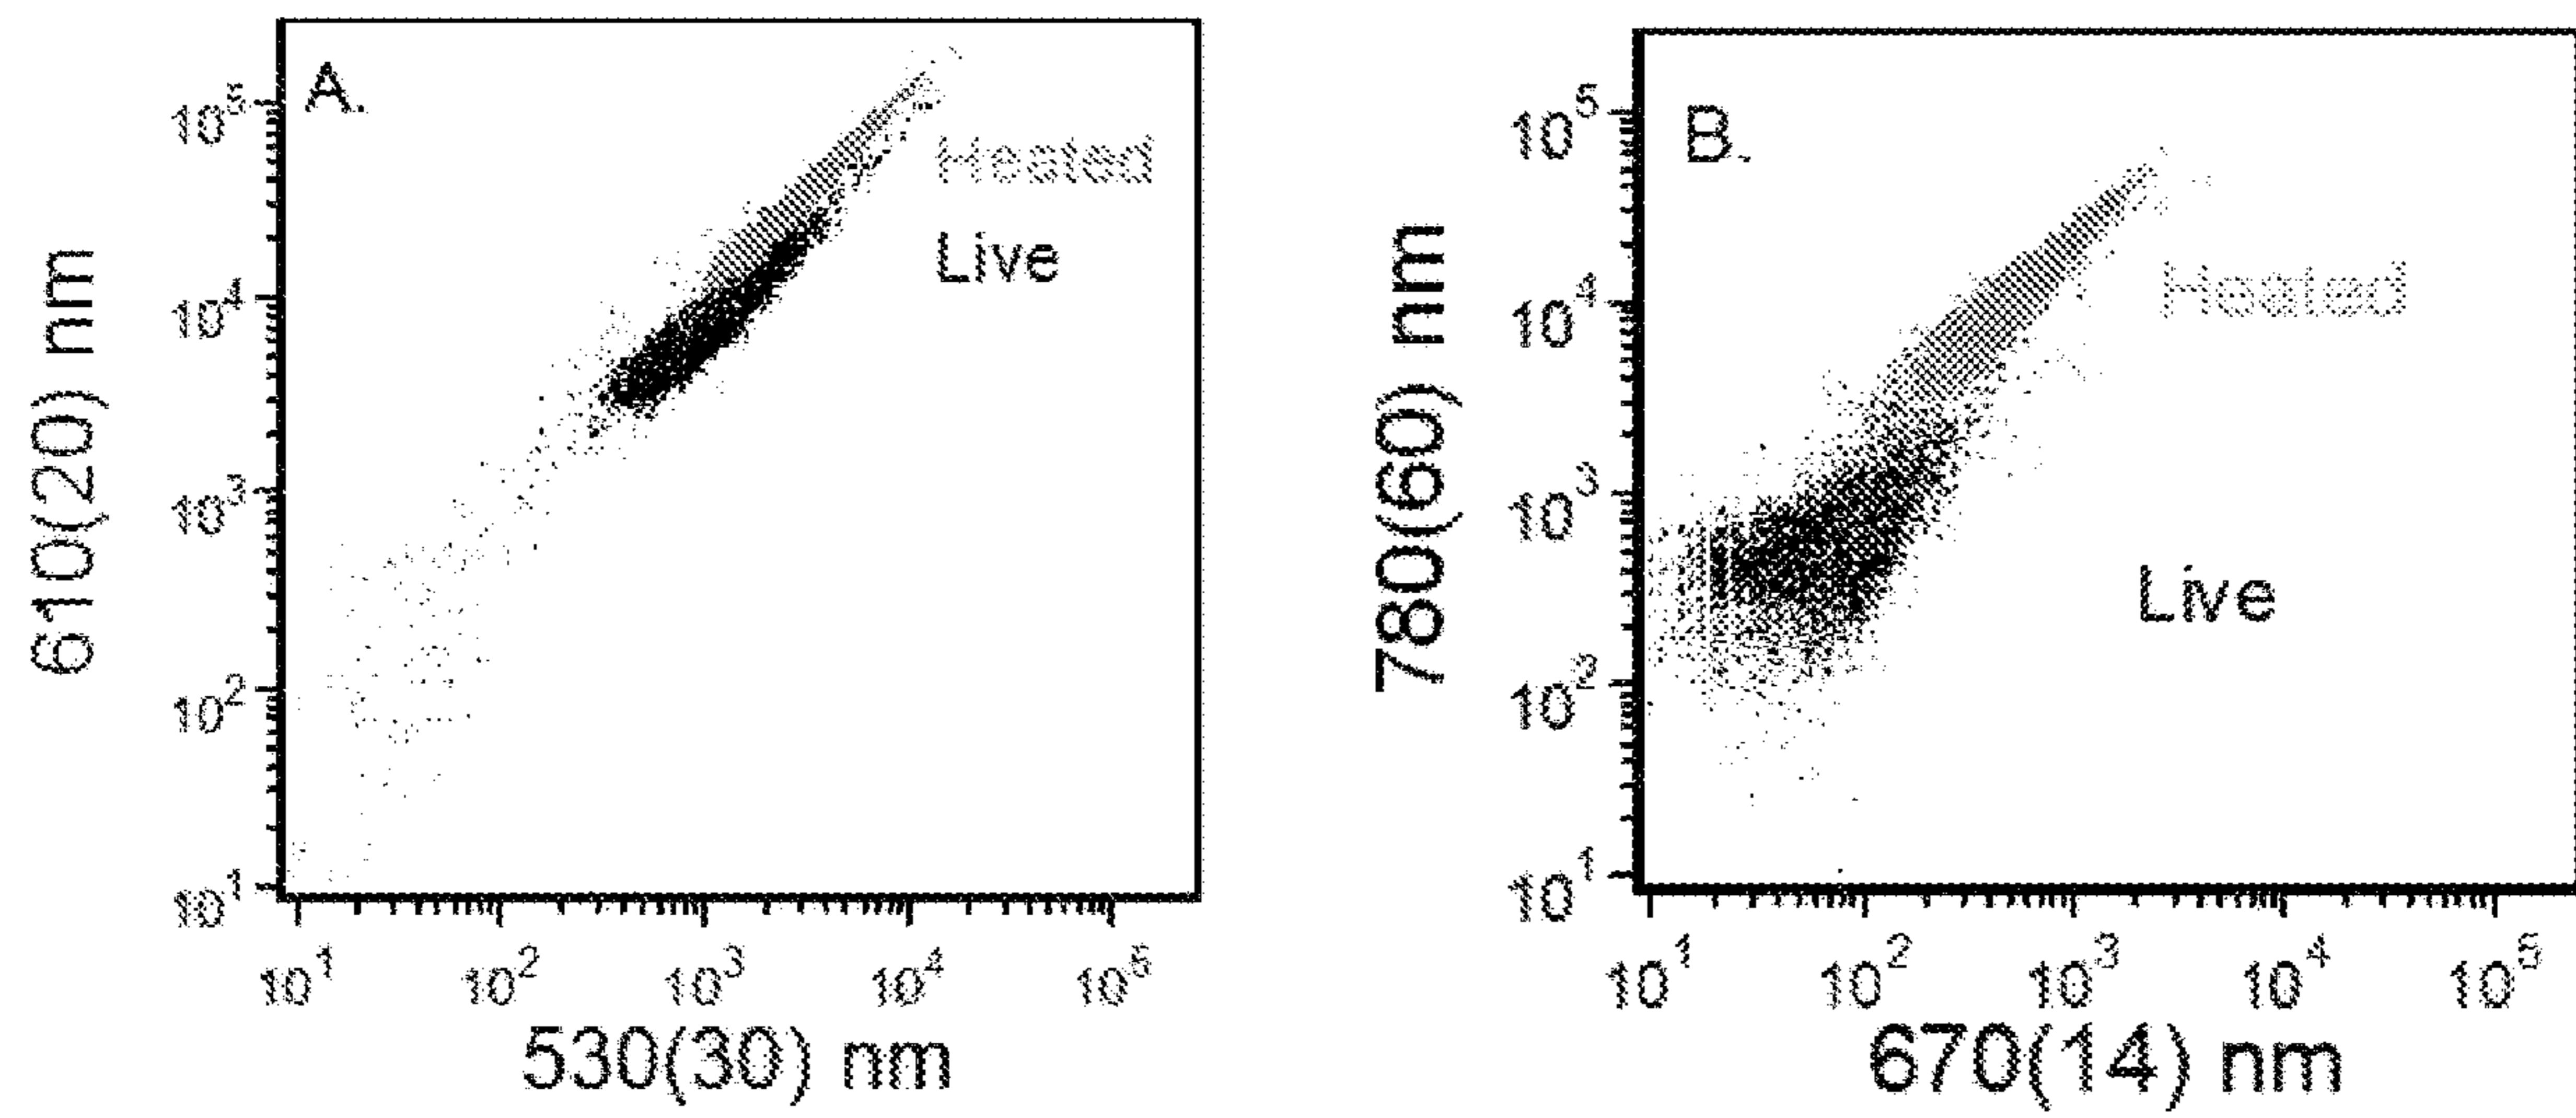 A.
Heated
Live
10⁵
10⁴
10³
10²
10¹
610(20) nm
10¹ 10² 10³ 10⁴ 10⁵
530(30) nm
B.
Heated
Live
10⁵
10⁴
10³
10²
10¹
780(60) nm
10¹ 10² 10³ 10⁴ 10⁵
670(14) nm